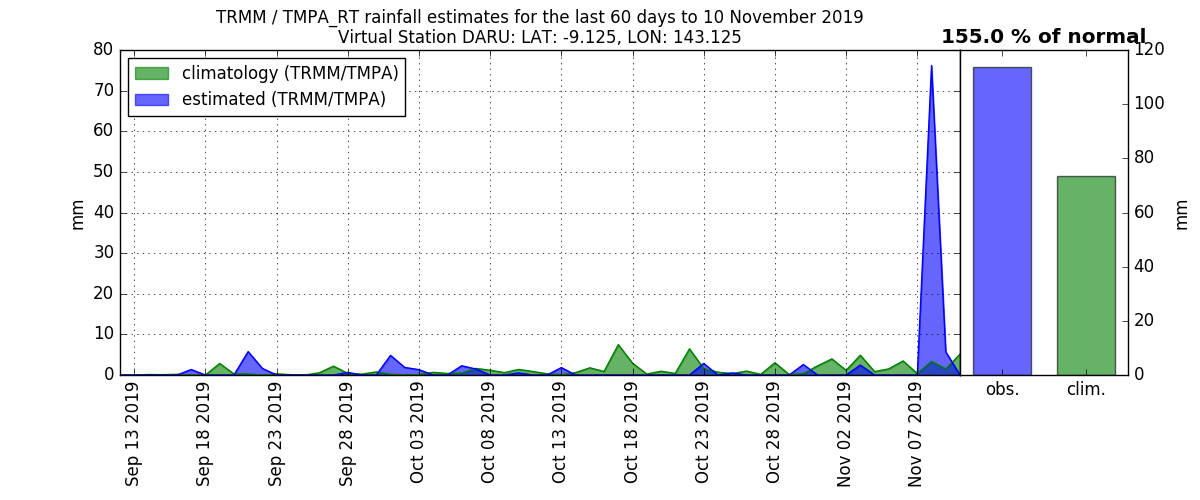 TRMM / TMPA_RT rainfall estimates for the last 60 days to 10 November 2019
Virtual Station DARU: LAT: -9.125, LON: 143.125
155.0 % of normal
climatology (TRMM/TMPA)
estimated (TRMM/TMPA)
80
70
60
50
40
30
20
10
0
mm
Sep 13 2019
Sep 18 2019
Sep 23 2019
Sep 28 2019
Oct 03 2019
Oct 08 2019
Oct 13 2019
Oct 18 2019
Oct 23 2019
Oct 28 2019
Nov 02 2019
Nov 07 2019
120
100
80
60
40
20
0
mm
obs.
clim.